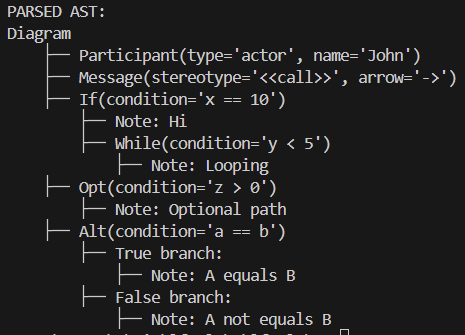 PARSED AST:
Diagram
├── Participant(type='actor', name='John')
├── Message(stereotype='<<call>>', arrow='->')
├── If(condition='x == 10')
├── Note: Hi
├── While(condition='y < 5')
├── Note: Looping
├── Opt(condition='z > 0')
├── Note: Optional path
├── Alt(condition='a == b')
├── True branch:
├── Note: A equals B
├── False branch:
├── Note: A not equals B